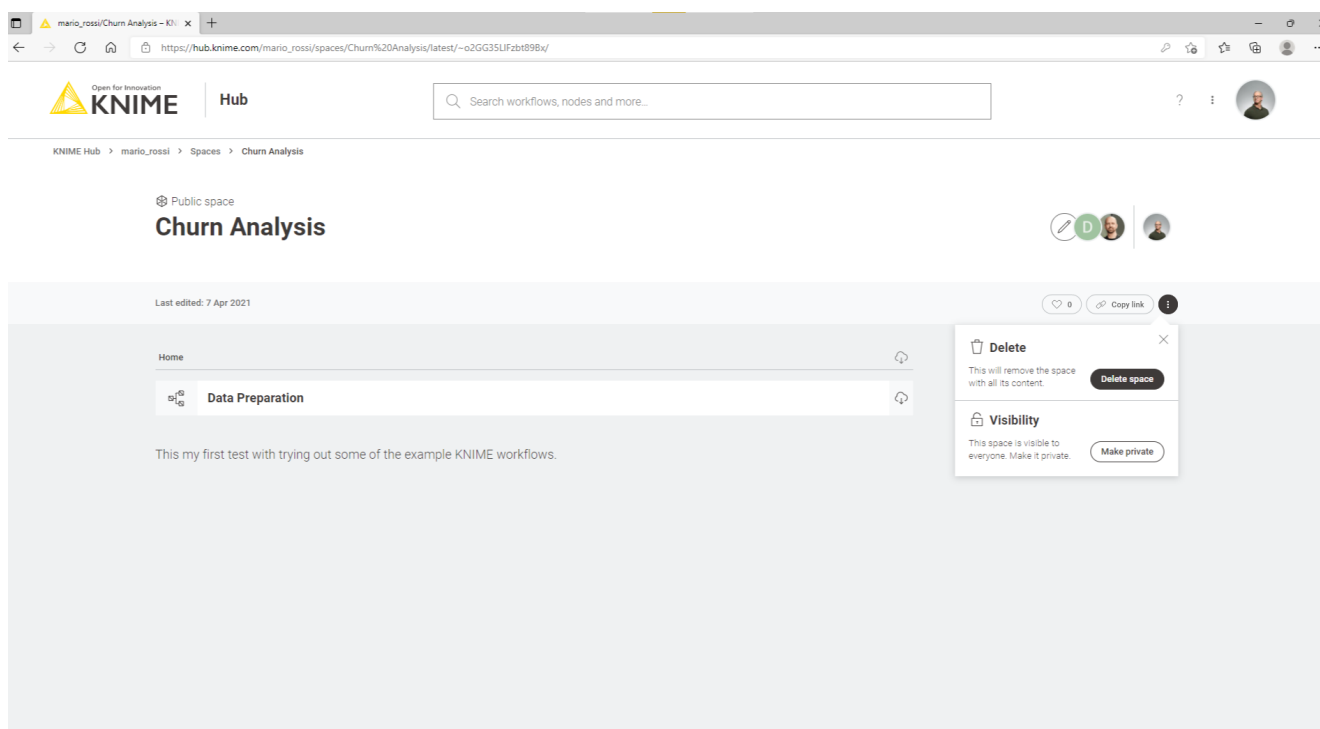 mario_rossi/Churn Analysis – KN
https://hub.knime.com/mario_rossi/spaces/Churn%20Analysis/latest/~o2GG35LIFzbt89Bx/
Open for Innovation
KNIME
Hub
Search workflows, nodes and more...
?
KNIME Hub > mario_rossi > Spaces > Churn Analysis
Public space
Churn Analysis
D
Last edited: 7 Apr 2021
0
Copy link
Home
Data Preparation
This my first test with trying out some of the example KNIME workflows.
Delete
This will remove the space
with all its content.
Delete space
Visibility
This space is visible to
everyone. Make it private.
Make private